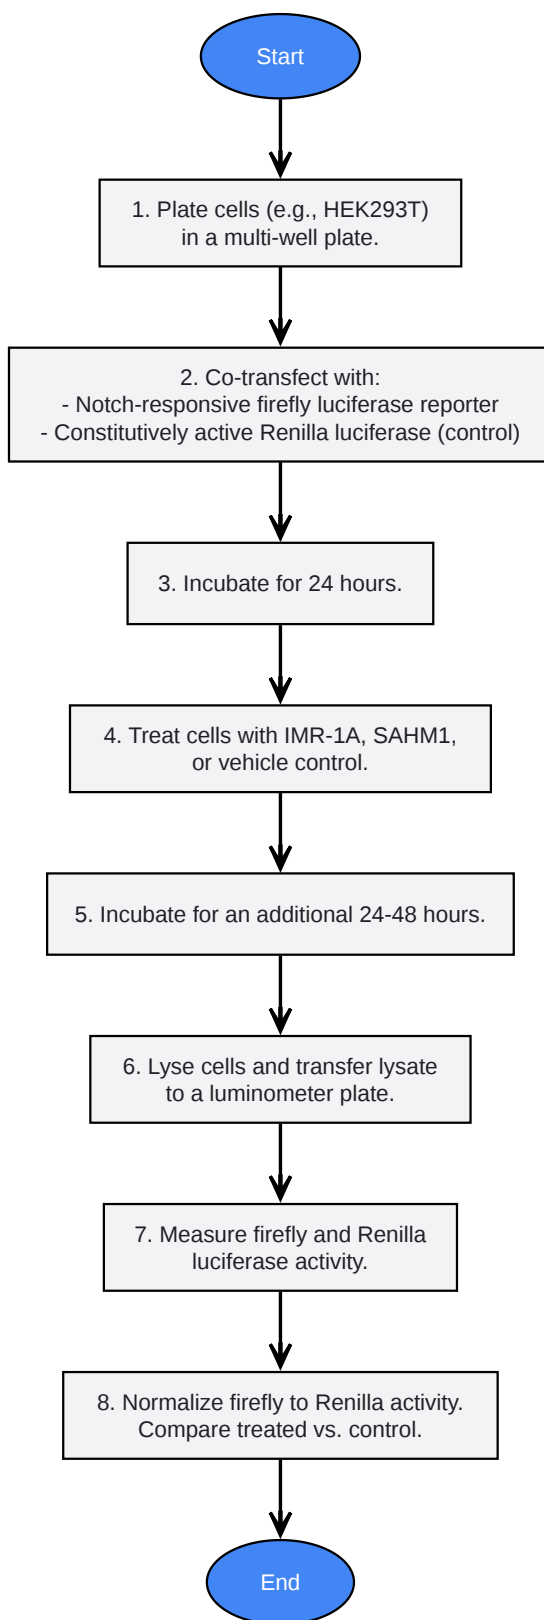 Start
1. Plate cells (e.g., HEK293T)
in a multi-well plate.
2. Co-transfect with:
- Notch-responsive firefly luciferase reporter
- Constitutively active Renilla luciferase (control)
3. Incubate for 24 hours.
4. Treat cells with IMR-1A, SAHM1,
or vehicle control.
5. Incubate for an additional 24-48 hours.
6. Lyse cells and transfer lysate
to a luminometer plate.
7. Measure firefly and Renilla
luciferase activity.
8. Normalize firefly to Renilla activity.
Compare treated vs. control.
End